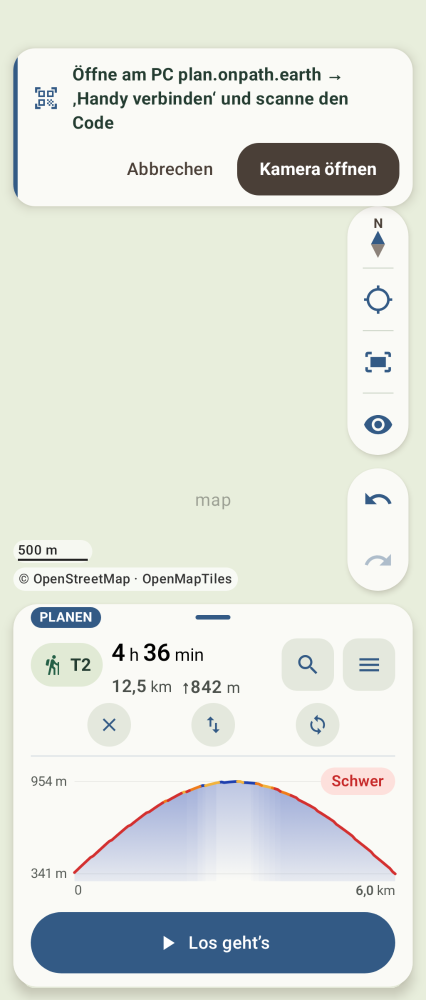 Öffne am PC plan.onpath.earth →
‚Handy verbinden‘ und scanne den
Code
Abbrechen
Kamera öffnen
N
map
500 m
© OpenStreetMap · OpenMapTiles
PLANEN
T2
4 h 36 min
12,5 km ↑842 m
954 m
Schwer
341 m
0
6,0 km
Los geht’s